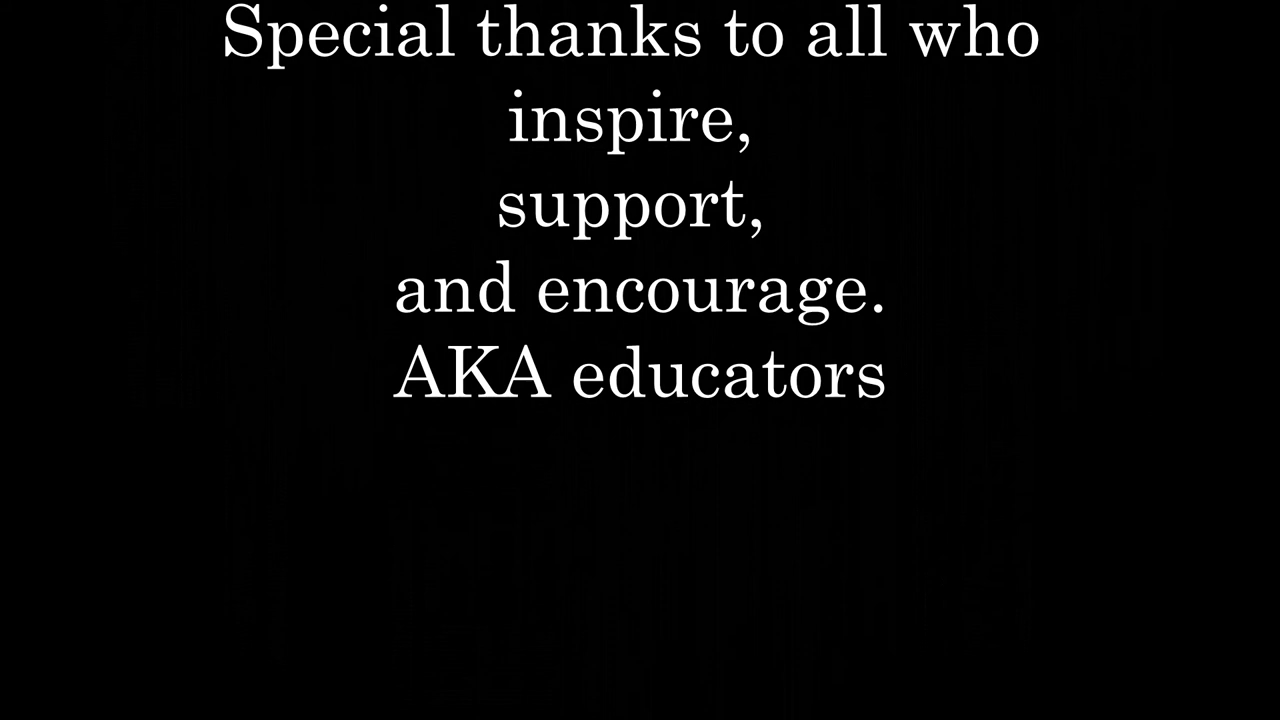 Special thanks to all who
inspire,
support,
and encourage.
AKA educators